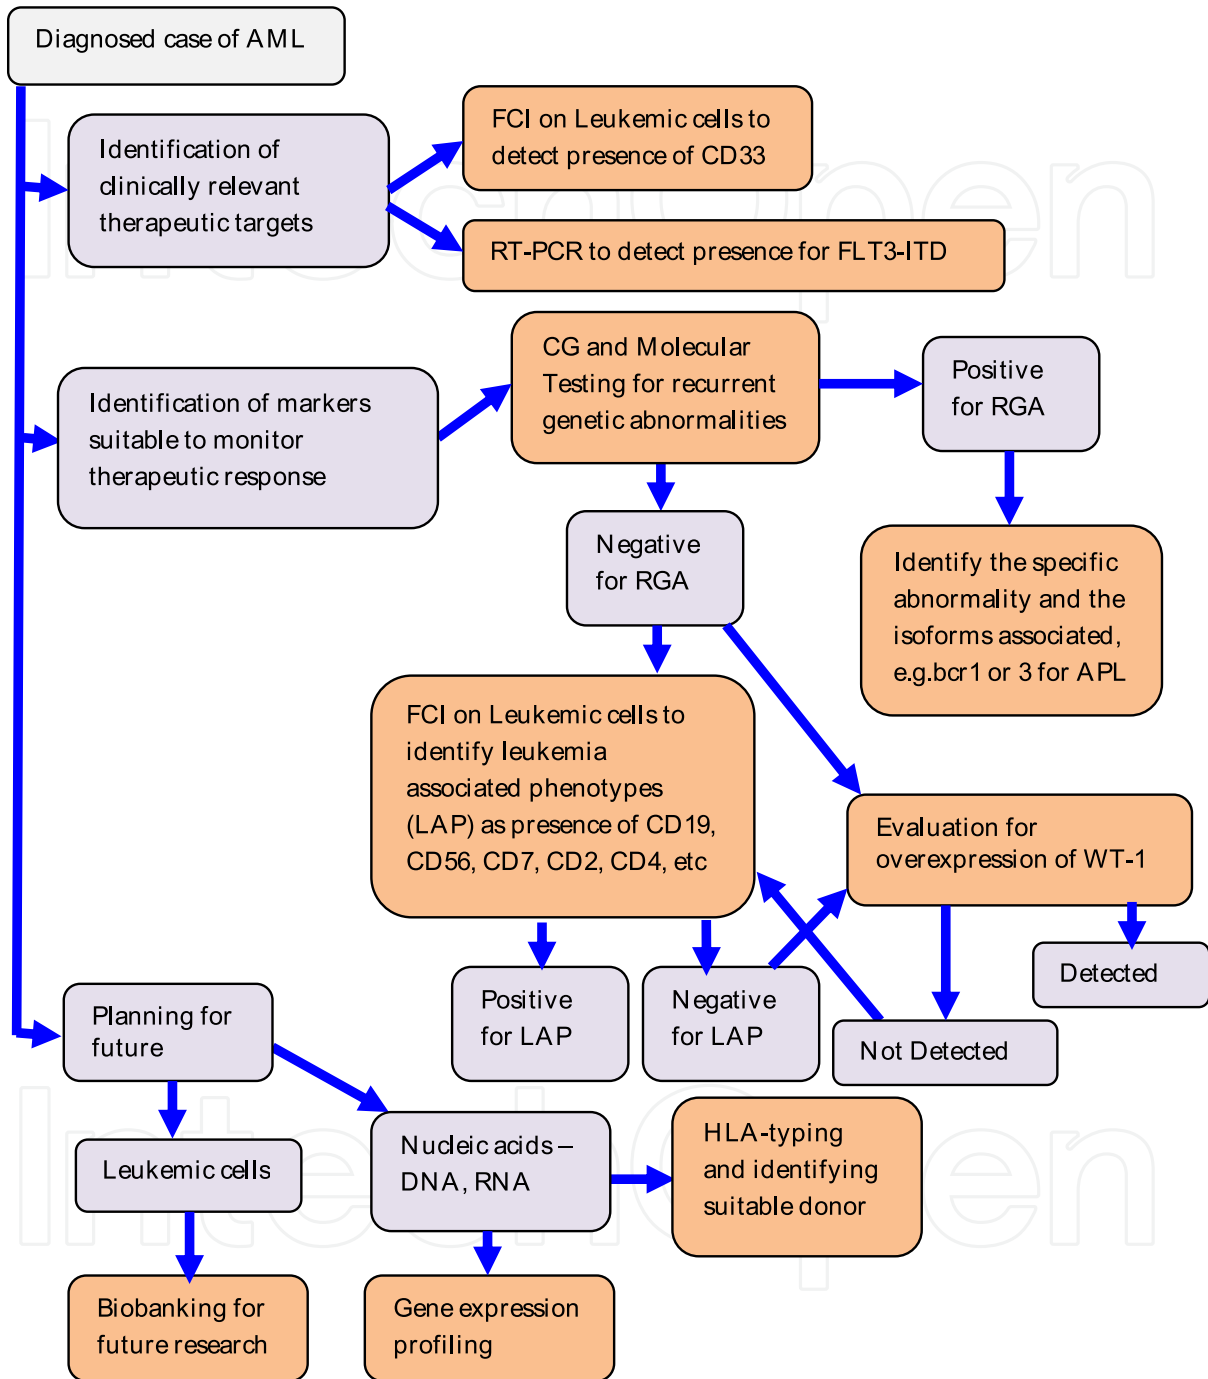 Diagnosed case of AML
Identification of
clinically relevant
therapeutic targets
FCI on Leukemic cells to
detect presence of CD33
RT-PCR to detect presence for FLT3-ITD
Identification of markers
suitable to monitor
therapeutic response
CG and Molecular
Testing for recurrent
genetic abnormalities
Positive
for RGA
Negative
for RGA
Identify the specific
abnormality and the
isoforms associated,
e.g.bcr1 or 3 for APL
FCI on Leukemic cells to
identify leukemia
associated phenotypes
(LAP) as presence of CD19,
CD56, CD7, CD2, CD4, etc
Evaluation for
overexpression of WT-1
Positive
for LAP
Negative
for LAP
Detected
Not Detected
Planning for
future
Leukemic cells
Nucleic acids –
DNA, RNA
HLA-typing
and identifying
suitable donor
Biobanking for
future research
Gene expression
profiling
IntechOpen
IntechOpen